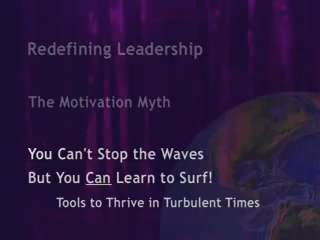 Redefining Leadership
The Motivation Myth
You Can't Stop the Waves
But You Can Learn to Surf!
Tools to Thrive in Turbulent Times